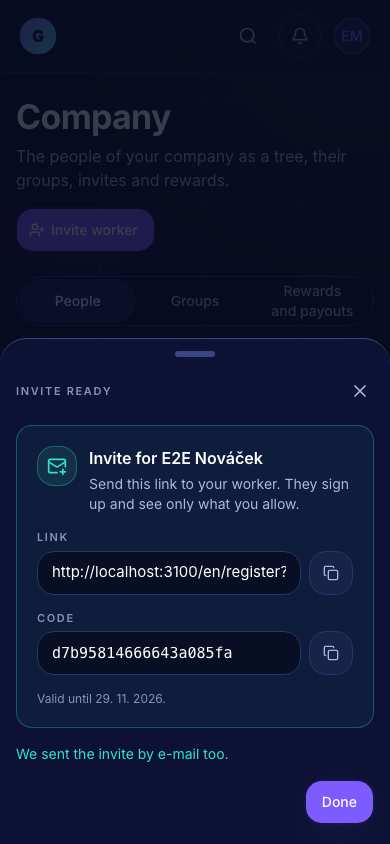 G
EM
Company
The people of your company as a tree, their
groups, invites and rewards.
Invite worker
People
Groups
Rewards
and payouts
INVITE READY
Invite for E2E Nováček
Send this link to your worker. They sign
up and see only what you allow.
LINK
http://localhost:3100/en/register?
CODE
d7b95814666643a085fa
Valid until 29. 11. 2026.
We sent the invite by e-mail too.
Done